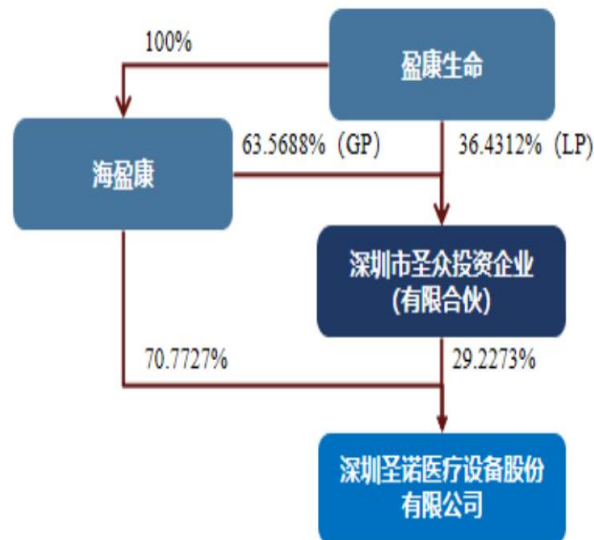 100%
盈康生命
63.5688% (GP)
36.4312% (LP)
海盈康
深圳市圣众投资企业
(有限合伙)
70.7727%
29.2273%
深圳圣诺医疗设备股份
有限公司